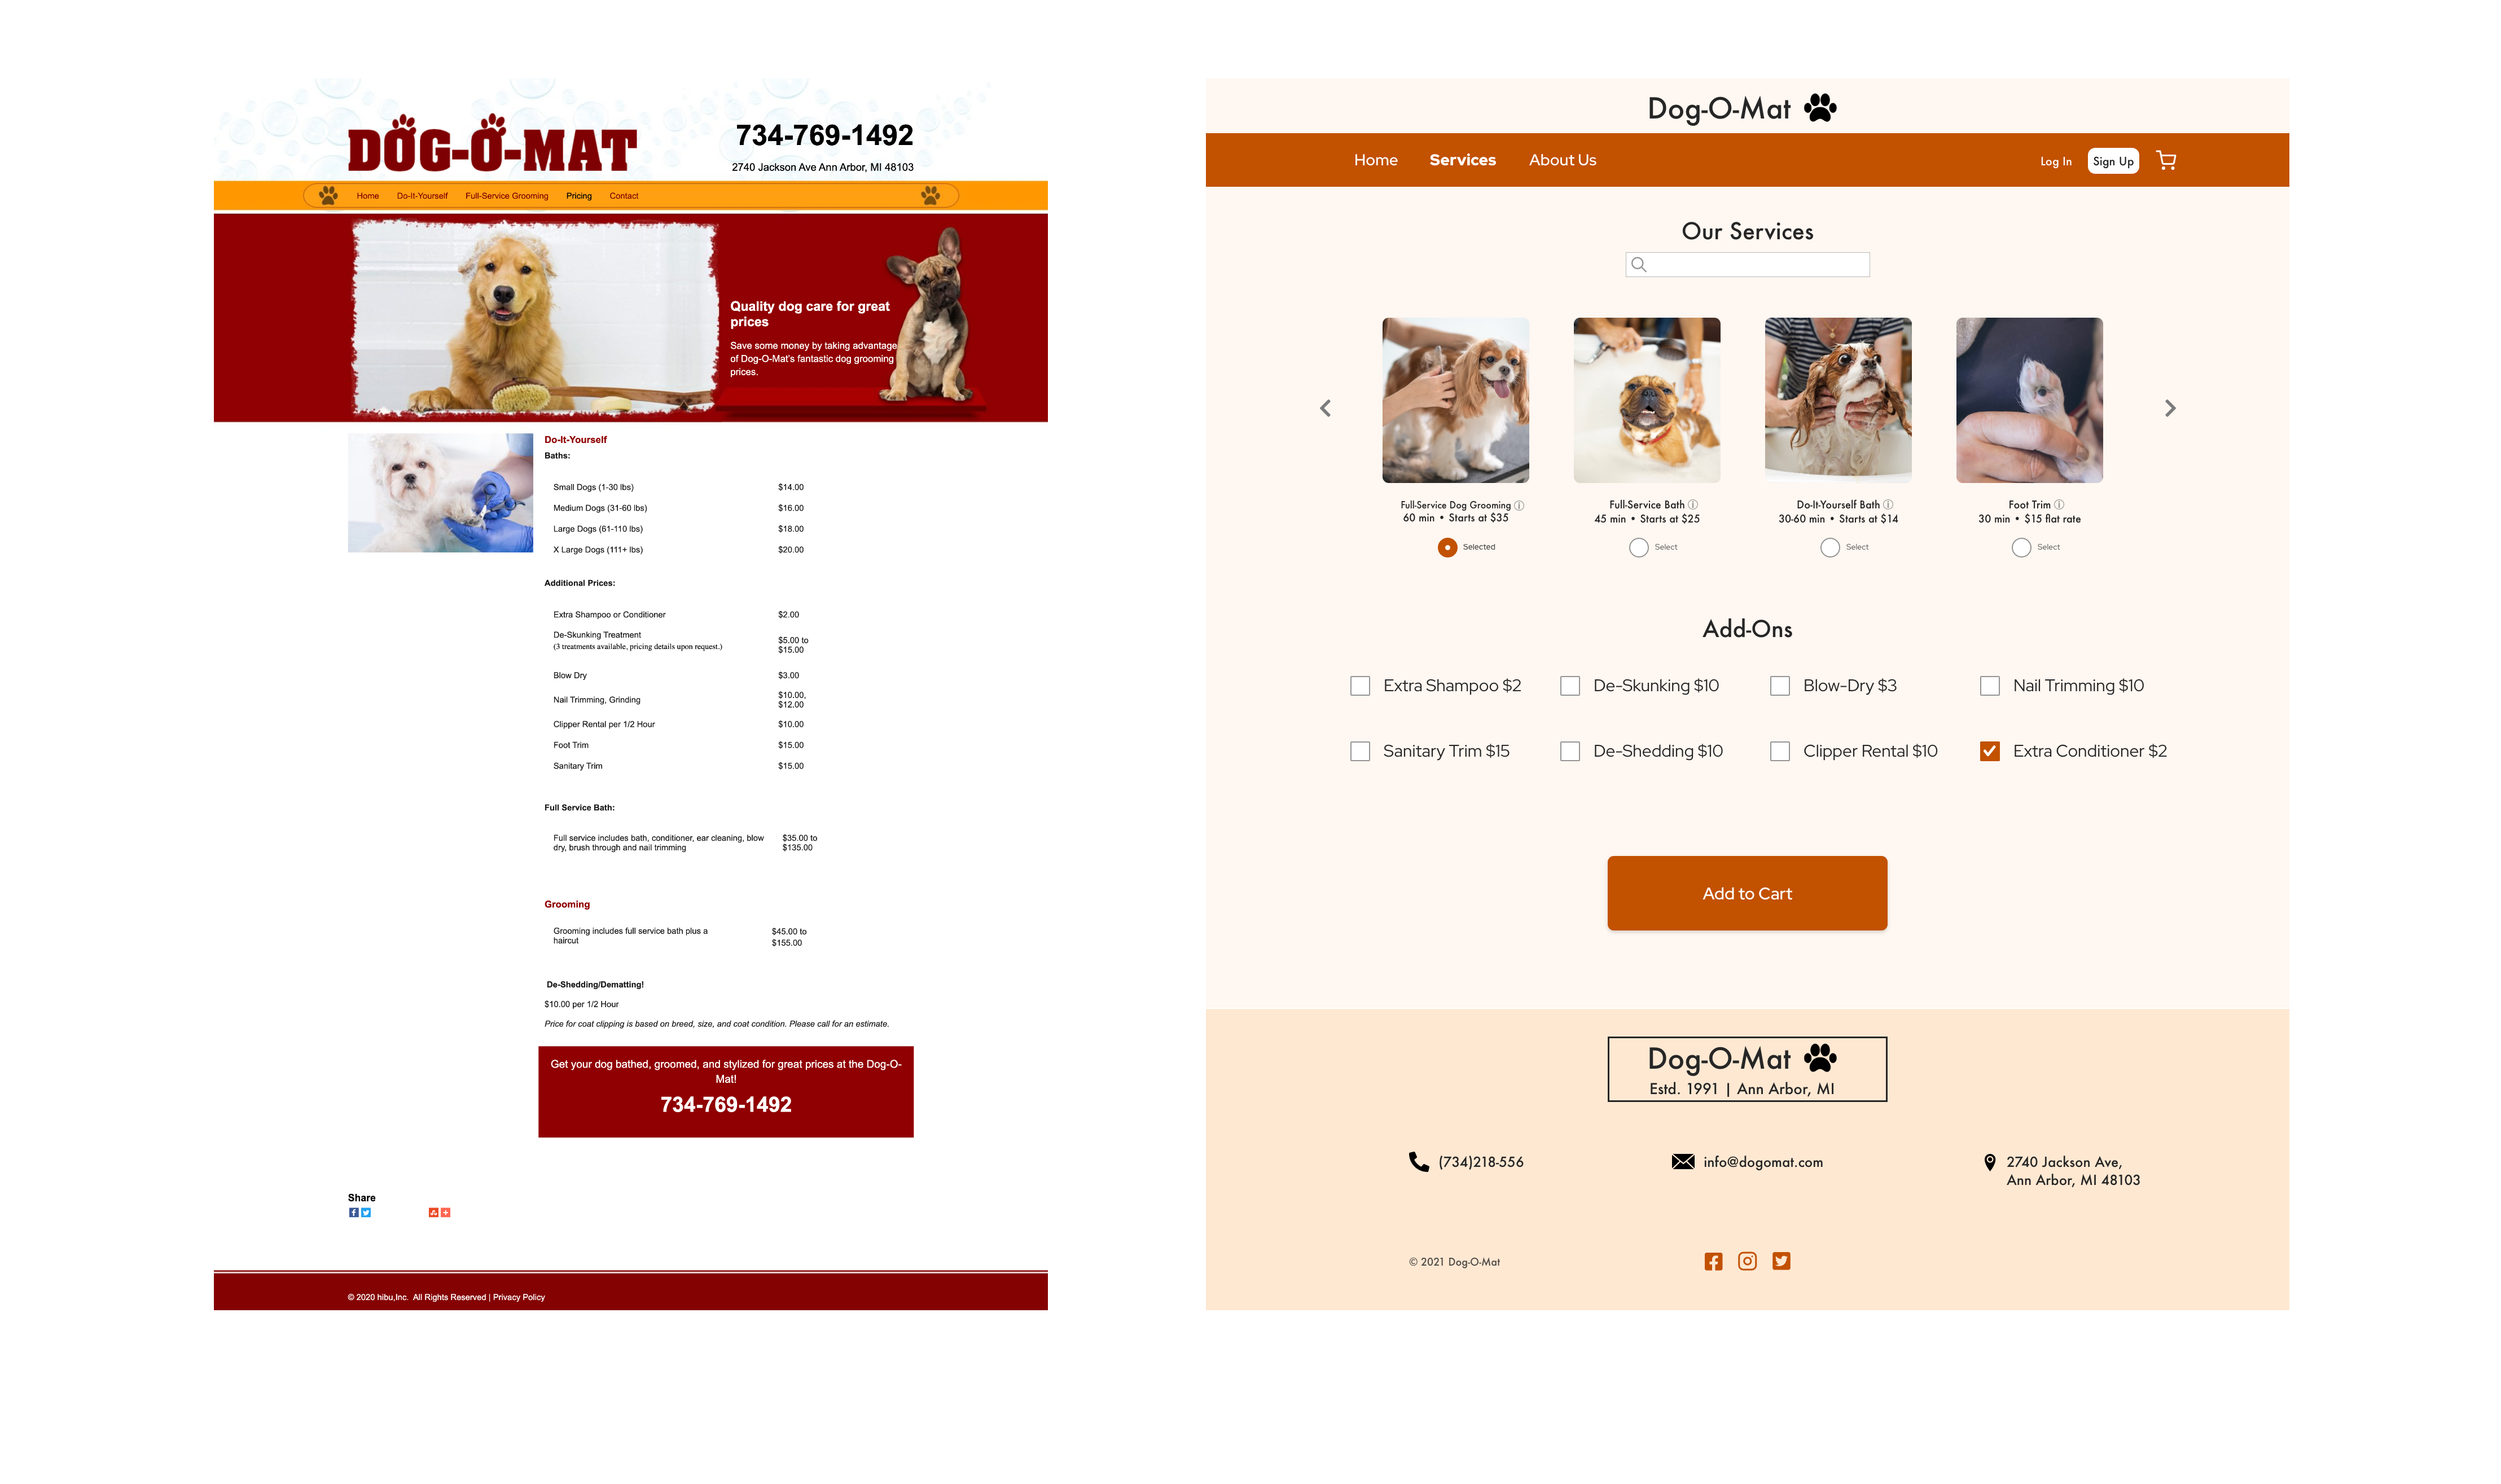 DOG-O-MAT
734-769-1492
2740 Jackson Ave Ann Arbor, MI 48103
Home Do-It-Yourself Full-Service Grooming Pricing Contact
Quality dog care for great
prices
Save some money by taking advantage
of Dog-O-Mat's fantastic dog grooming
prices.
Do-It-Yourself
Baths:
Small Dogs (1-30 lbs) $14.00
Medium Dogs (31-60 lbs) $16.00
Large Dogs (61-110 lbs) $18.00
X Large Dogs (111+ lbs) $20.00
Additional Prices:
Extra Shampoo or Conditioner $2.00
De-Skunking Treatment
(3 treatments available, pricing details upon request.)
$5.00 to
$15.00
Blow Dry $3.00
Nail Trimming, Grinding
$10.00,
$12.00
Clipper Rental per 1/2 Hour $10.00
Foot Trim $15.00
Sanitary Trim $15.00
Full Service Bath:
Full service includes bath, conditioner, ear cleaning, blow
dry, brush through and nail trimming
$35.00 to
$135.00
Grooming
Grooming includes full service bath plus a
haircut
$45.00 to
$155.00
De-Shedding/Dematting!
$10.00 per 1/2 Hour
Price for coat clipping is based on breed, size, and coat condition. Please call for an estimate.
Get your dog bathed, groomed, and stylized for great prices at the Dog-O-
Mat!
734-769-1492
Share
© 2020 hibu,Inc. All Rights Reserved | Privacy Policy
Dog-O-Mat
Home Services About Us Log In Sign Up
Our Services
Full-Service Dog Grooming
60 min • Starts at $35
Selected
Full-Service Bath
45 min • Starts at $25
Select
Do-It-Yourself Bath
30-60 min • Starts at $14
Select
Foot Trim
30 min • $15 flat rate
Select
Add-Ons
Extra Shampoo $2 De-Skunking $10 Blow-Dry $3 Nail Trimming $10
Sanitary Trim $15 De-Shedding $10 Clipper Rental $10 Extra Conditioner $2
Add to Cart
Dog-O-Mat
Estd. 1991 | Ann Arbor, MI
(734)218-556
info@dogomat.com
2740 Jackson Ave,
Ann Arbor, MI 48103
© 2021 Dog-O-Mat